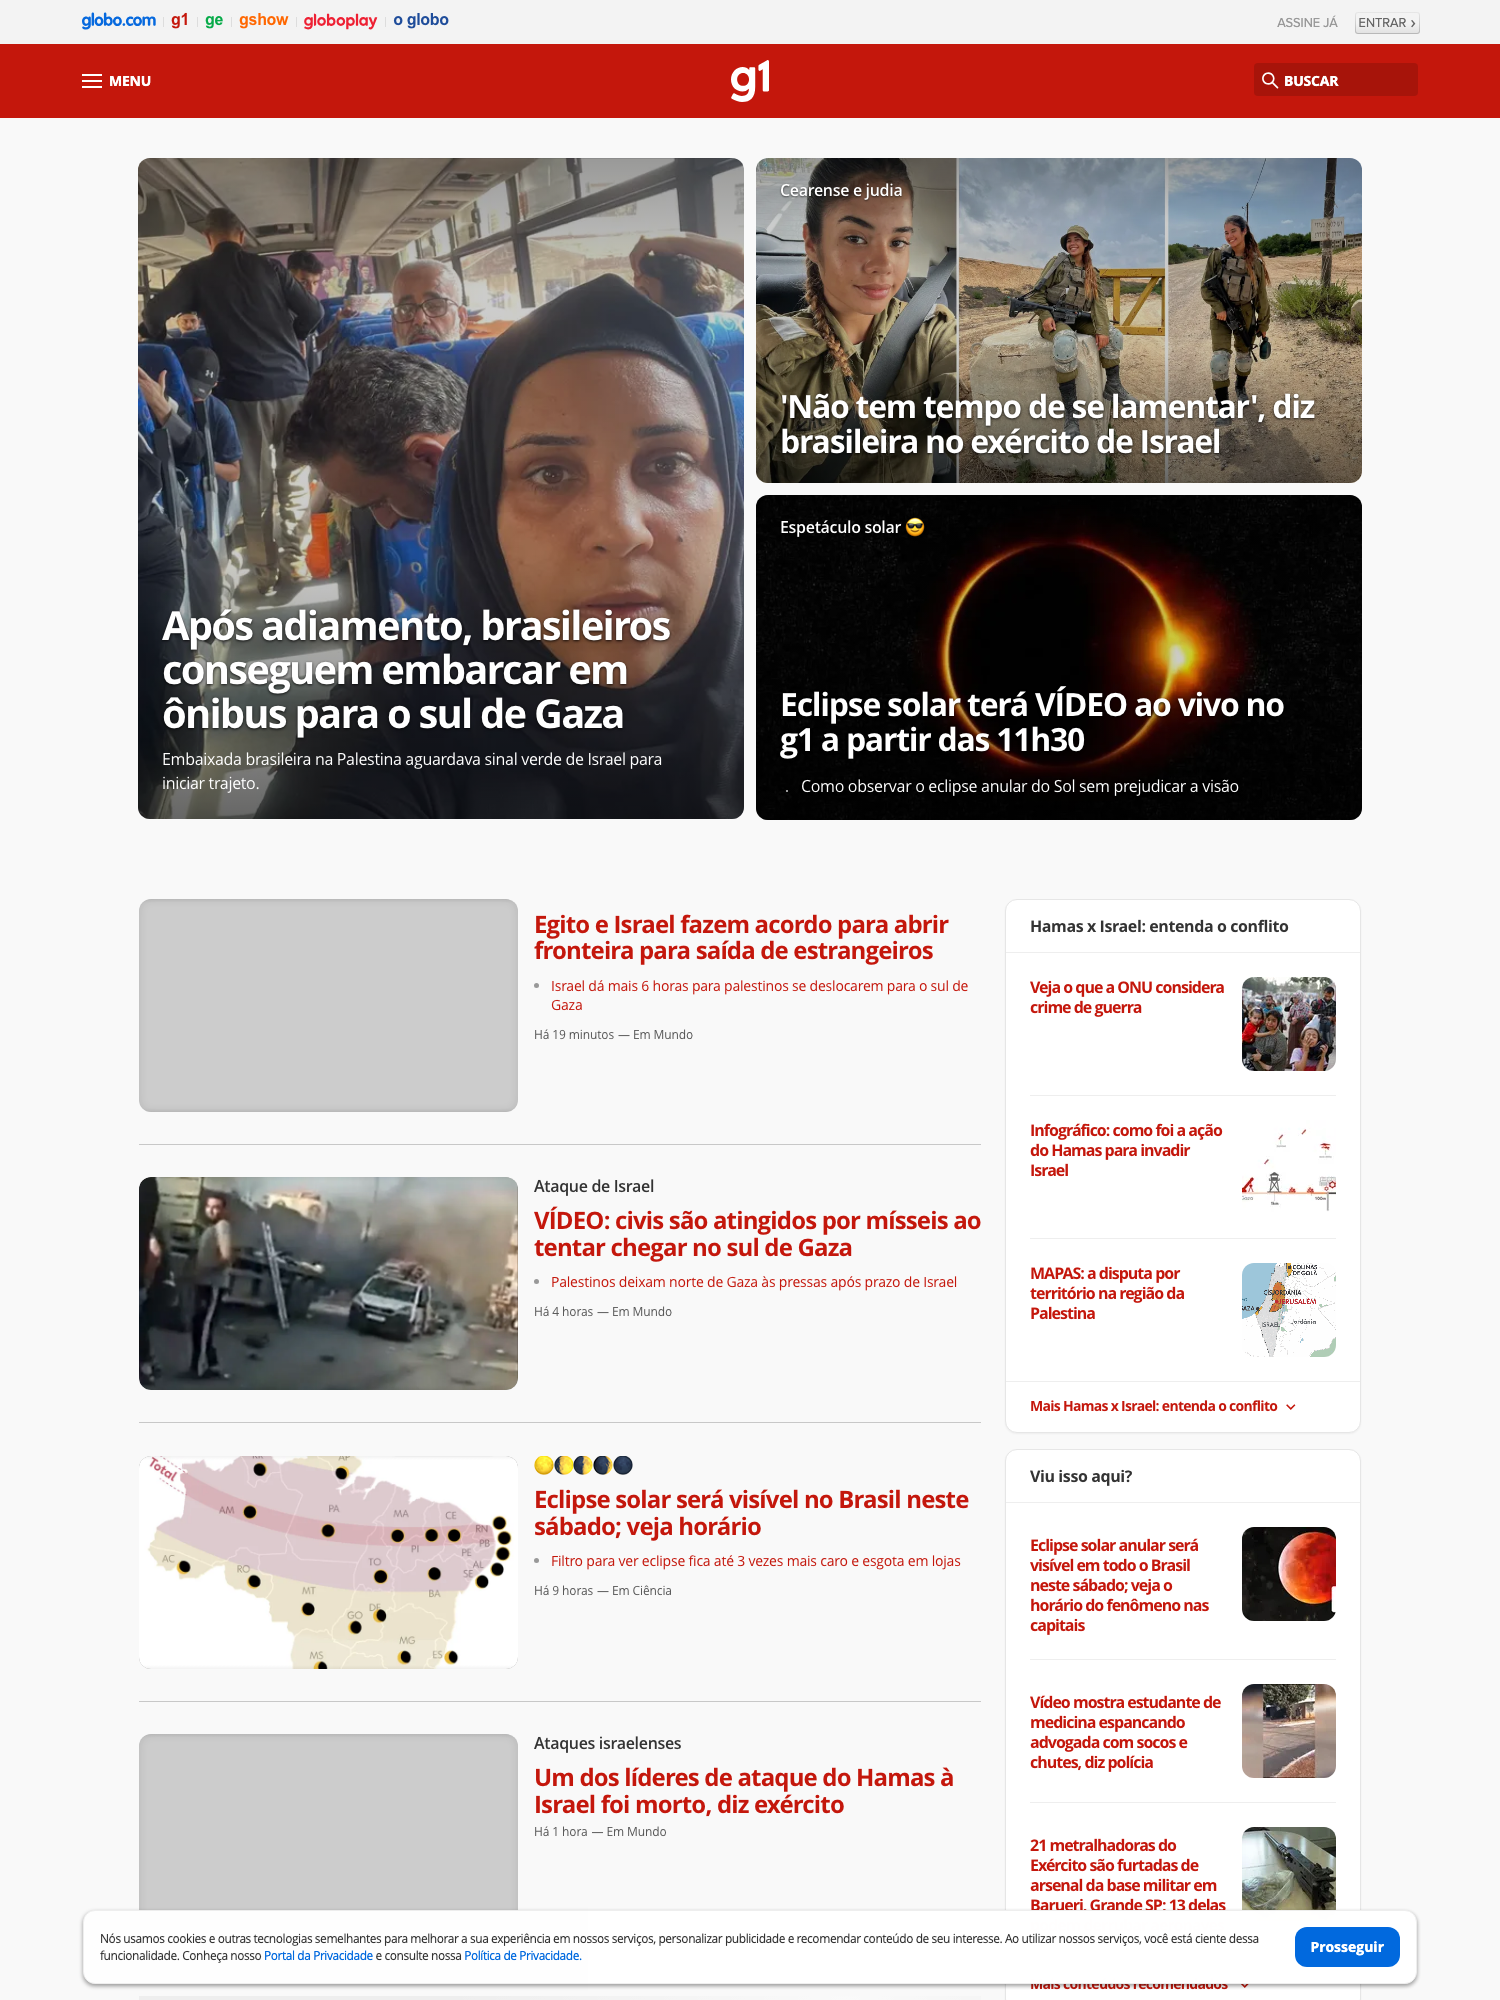 globo.com
g1
ge
gshow
globoplay
o globo
ASSINE JÁ
ENTRAR ›
MENU
g1
BUSCAR
Após adiamento, brasileiros
conseguem embarcar em
ônibus para o sul de Gaza
Embaixada brasileira na Palestina aguardava sinal verde de Israel para
iniciar trajeto.
Cearense e judia
'Não tem tempo de se lamentar', diz
brasileira no exército de Israel
Espetáculo solar 😎
Eclipse solar terá VÍDEO ao vivo no
g1 a partir das 11h30
. Como observar o eclipse anular do Sol sem prejudicar a visão
Egito e Israel fazem acordo para abrir
fronteira para saída de estrangeiros
Israel dá mais 6 horas para palestinos se deslocarem para o sul de
Gaza
Há 19 minutos — Em Mundo
Ataque de Israel
VÍDEO: civis são atingidos por mísseis ao
tentar chegar no sul de Gaza
Palestinos deixam norte de Gaza às pressas após prazo de Israel
Há 4 horas — Em Mundo
Total
AM
PA
MA
CE
RN
PB
PI
PE
AL
SE
AC
RO
TO
BA
MT
GO
DF
MG
ES
MS
Eclipse solar será visível no Brasil neste
sábado; veja horário
Filtro para ver eclipse fica até 3 vezes mais caro e esgota em lojas
Há 9 horas — Em Ciência
Ataques israelenses
Um dos líderes de ataque do Hamas à
Israel foi morto, diz exército
Há 1 hora — Em Mundo
Hamas x Israel: entenda o conflito
Veja o que a ONU considera
crime de guerra
Infográfico: como foi a ação
do Hamas para invadir
Israel
MAPAS: a disputa por
território na região da
Palestina
COLINAS
DE GOLÃ
CISJORDÂNIA
JERUSALÉM
GAZA
ISRAEL
Jordânia
Mais Hamas x Israel: entenda o conflito
Viu isso aqui?
Eclipse solar anular será
visível em todo o Brasil
neste sábado; veja o
horário do fenômeno nas
capitais
Vídeo mostra estudante de
medicina espancando
advogada com socos e
chutes, diz polícia
21 metralhadoras do
Exército são furtadas de
arsenal da base militar em
Barueri, Grande SP; 13 delas
Mais conteúdos recomendados
Nós usamos cookies e outras tecnologias semelhantes para melhorar a sua experiência em nossos serviços, personalizar publicidade e recomendar conteúdo de seu interesse. Ao utilizar nossos serviços, você está ciente dessa
funcionalidade. Conheça nosso Portal da Privacidade e consulte nossa Política de Privacidade.
Prosseguir